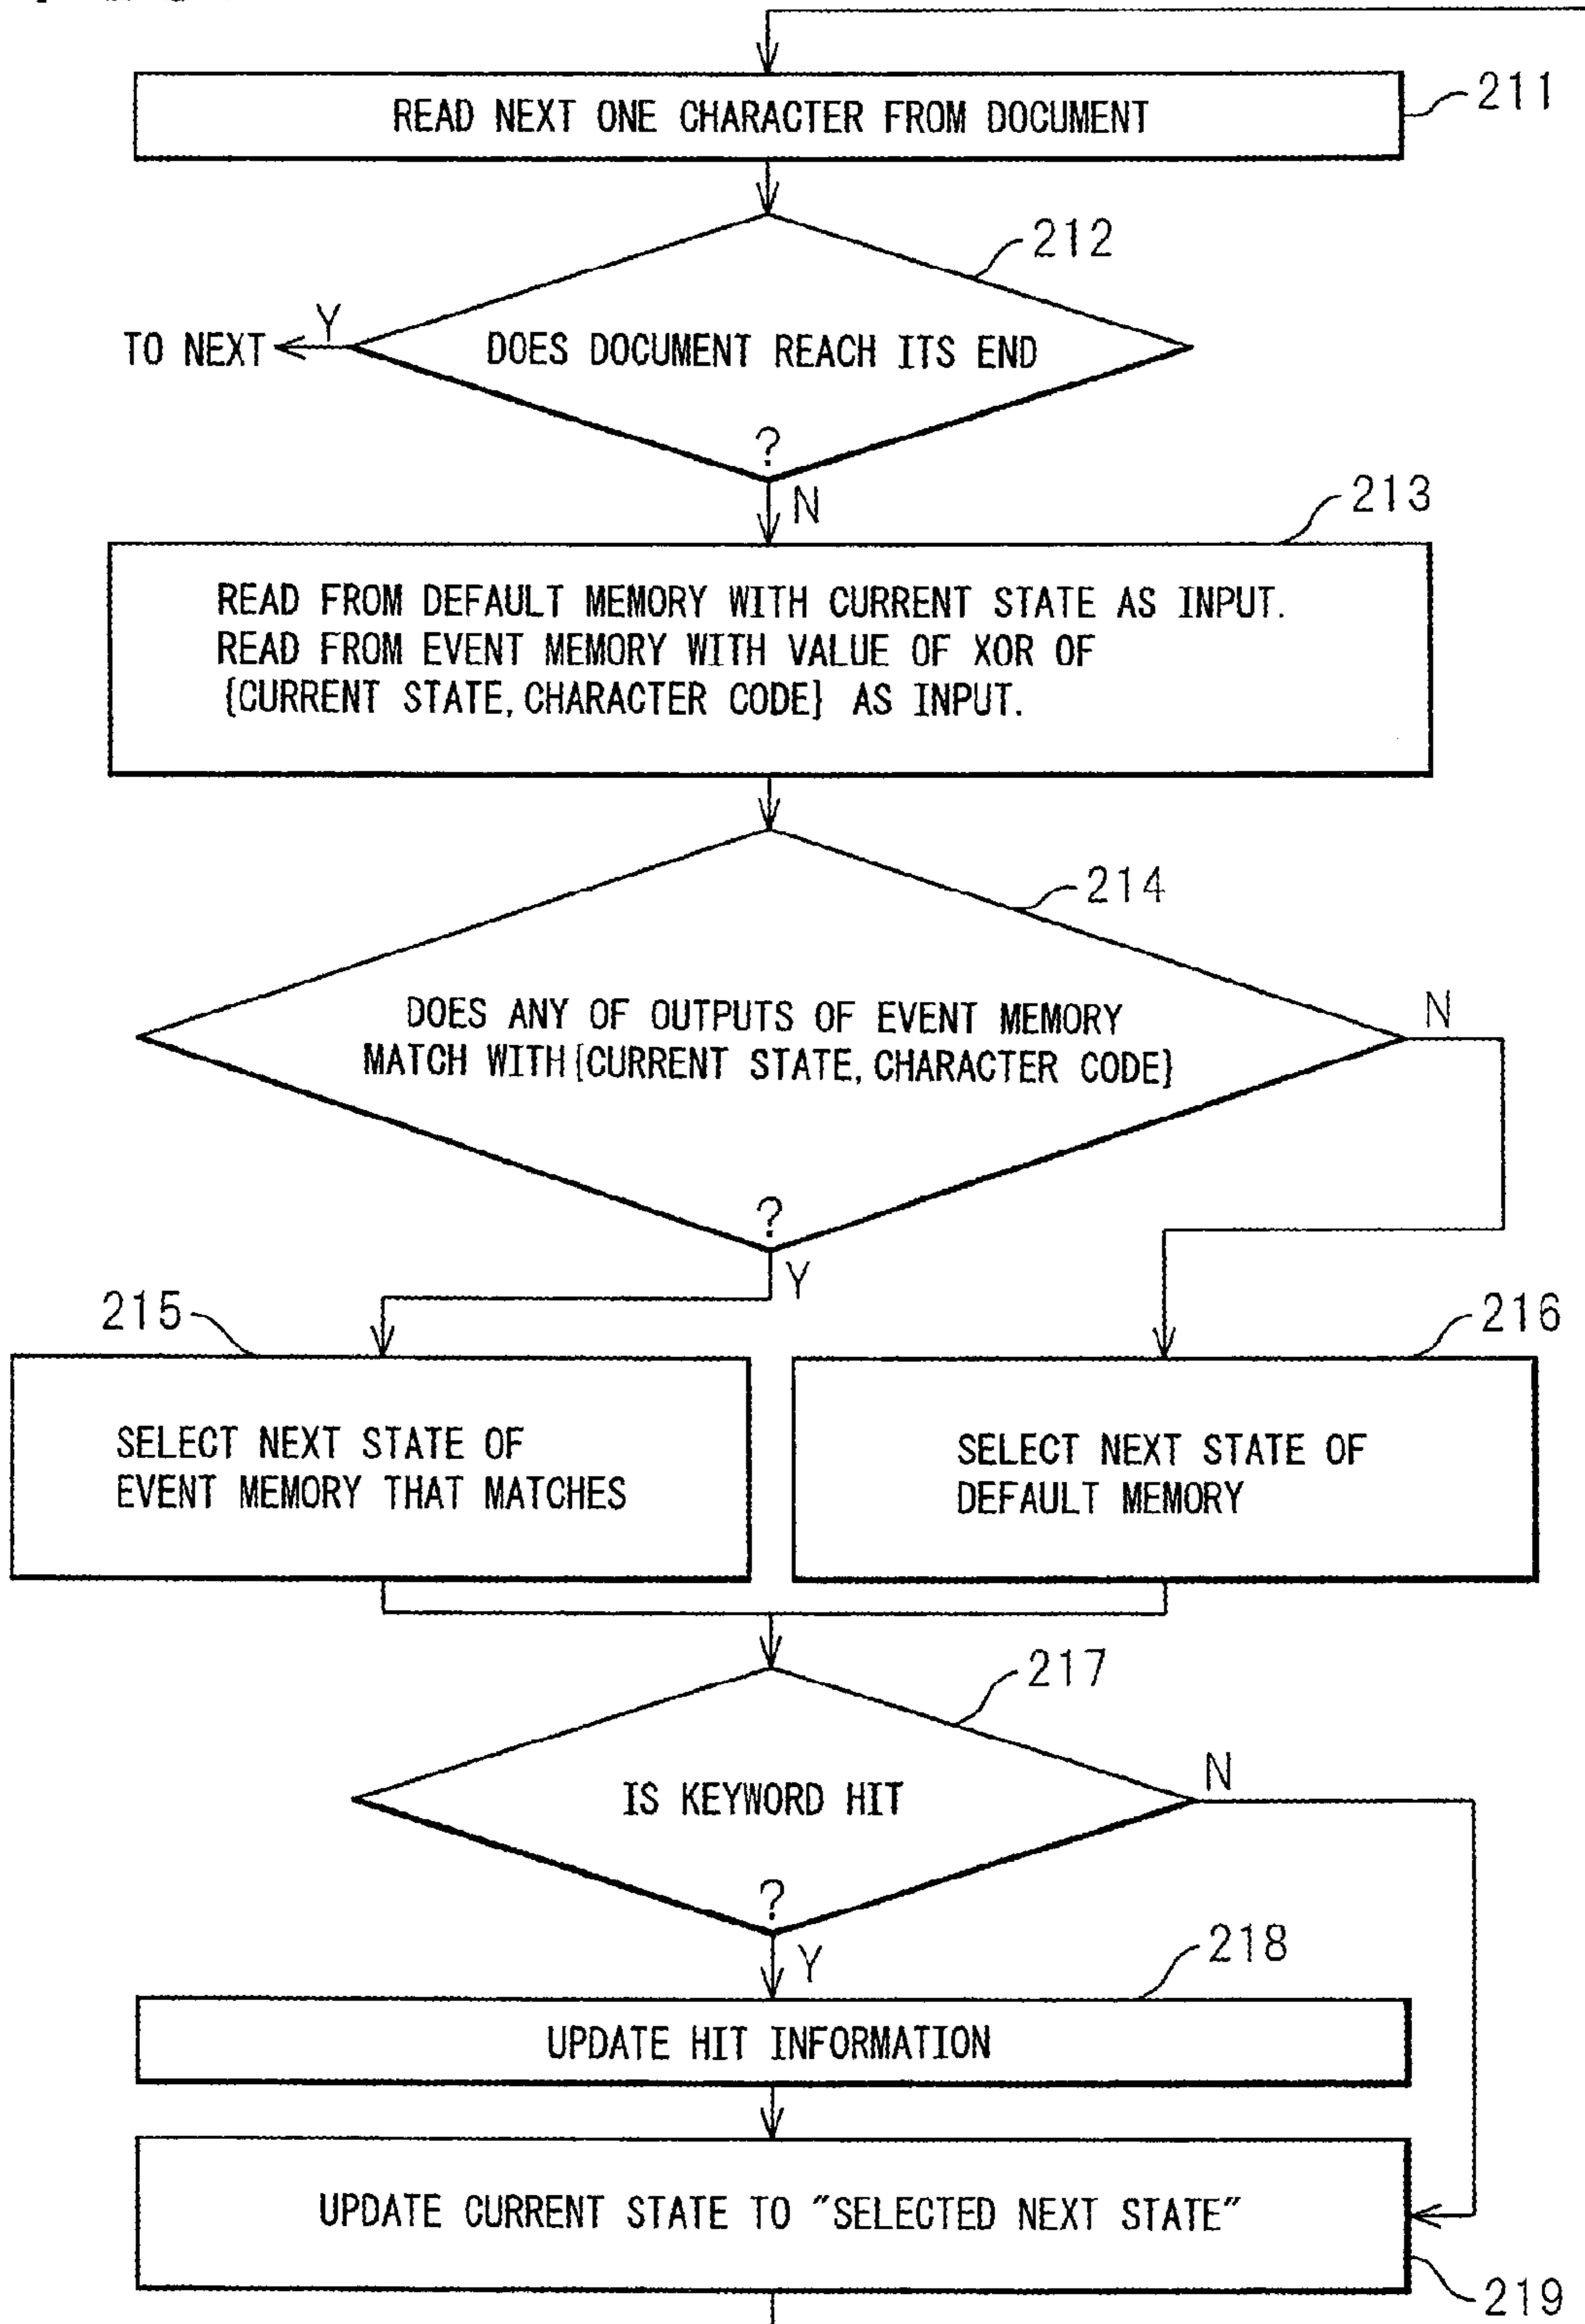 READ NEXT ONE CHARACTER FROM DOCUMENT
211
212
Y
TO NEXT
DOES DOCUMENT REACH ITS END
?
N
213
READ FROM DEFAULT MEMORY WITH CURRENT STATE AS INPUT.
READ FROM EVENT MEMORY WITH VALUE OF XOR OF
{CURRENT STATE, CHARACTER CODE} AS INPUT.
214
DOES ANY OF OUTPUTS OF EVENT MEMORY
MATCH WITH {CURRENT STATE, CHARACTER CODE}
N
?
Y
215
216
SELECT NEXT STATE OF
EVENT MEMORY THAT MATCHES
SELECT NEXT STATE OF
DEFAULT MEMORY
217
IS KEYWORD HIT
N
?
Y
218
UPDATE HIT INFORMATION
UPDATE CURRENT STATE TO "SELECTED NEXT STATE"
219